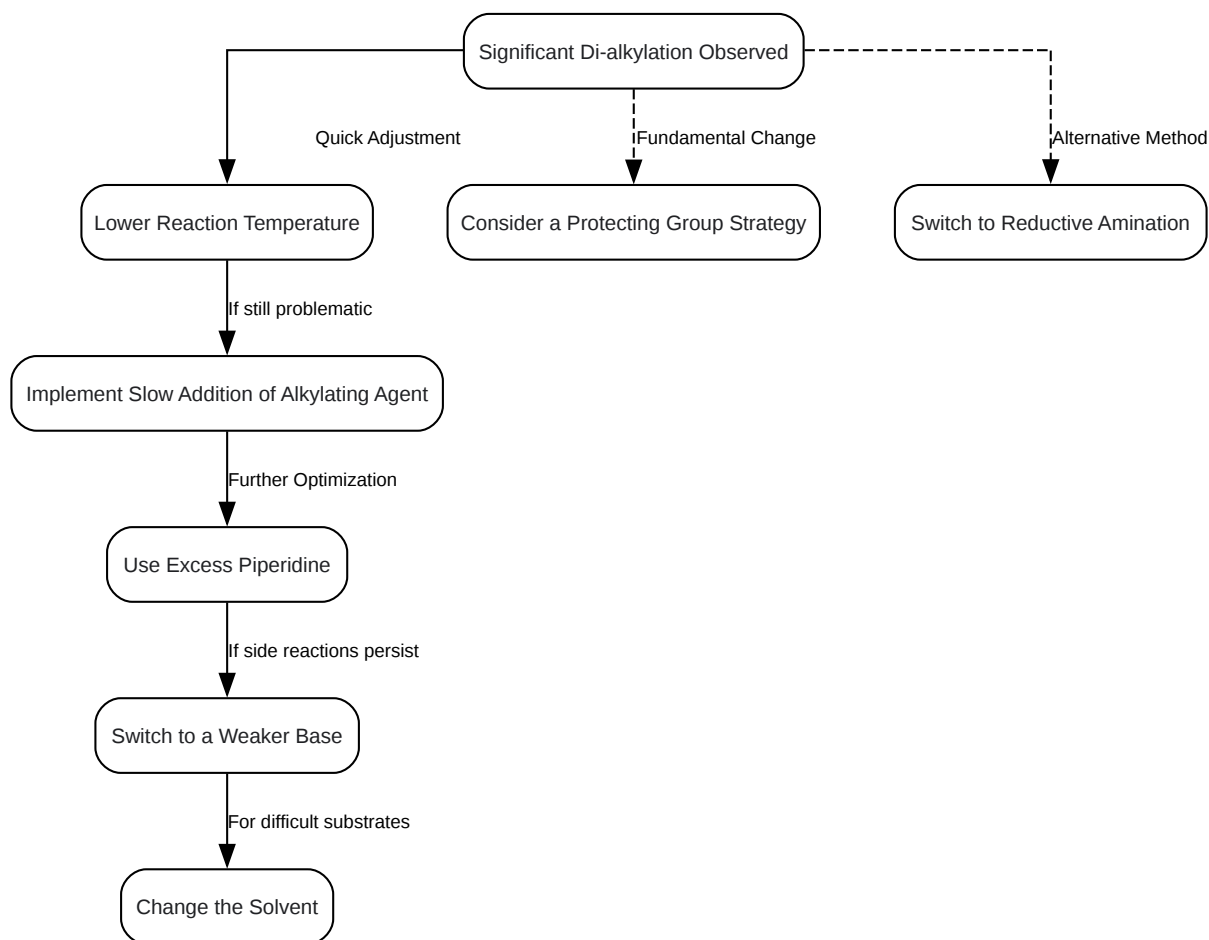 Significant Di-alkylation Observed
Quick Adjustment
Fundamental Change
Alternative Method
Lower Reaction Temperature
Consider a Protecting Group Strategy
Switch to Reductive Amination
If still problematic
Implement Slow Addition of Alkylating Agent
Further Optimization
Use Excess Piperidine
If side reactions persist
Switch to a Weaker Base
For difficult substrates
Change the Solvent